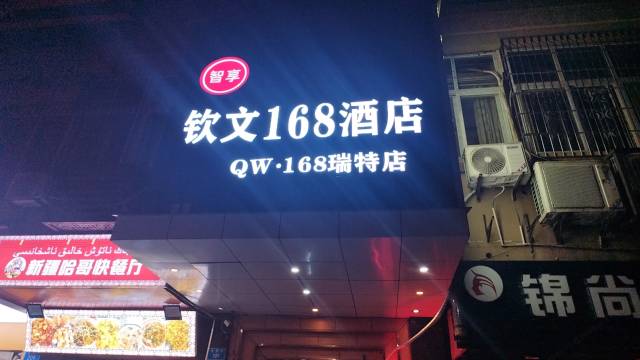 智享
钦文168酒店
QW·168瑞特店
新疆哈哥快餐厅
锦尚